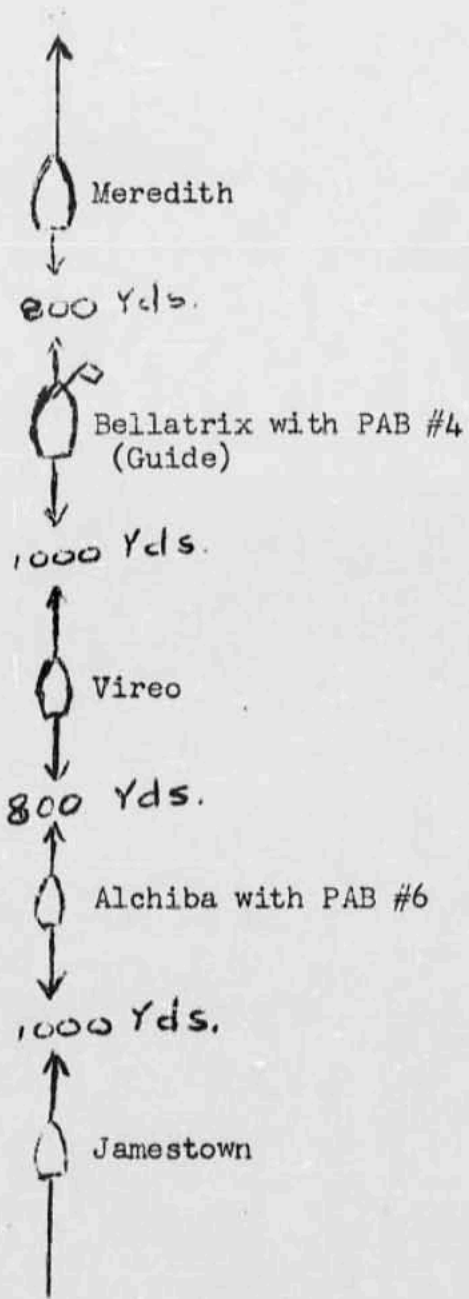 Meredith
800 Yds.
Bellatrix with PAB #4
(Guide)
1000 Yds.
Vireo
800 Yds.
Alchiba with PAB #6
1000 Yds.
Jamestown